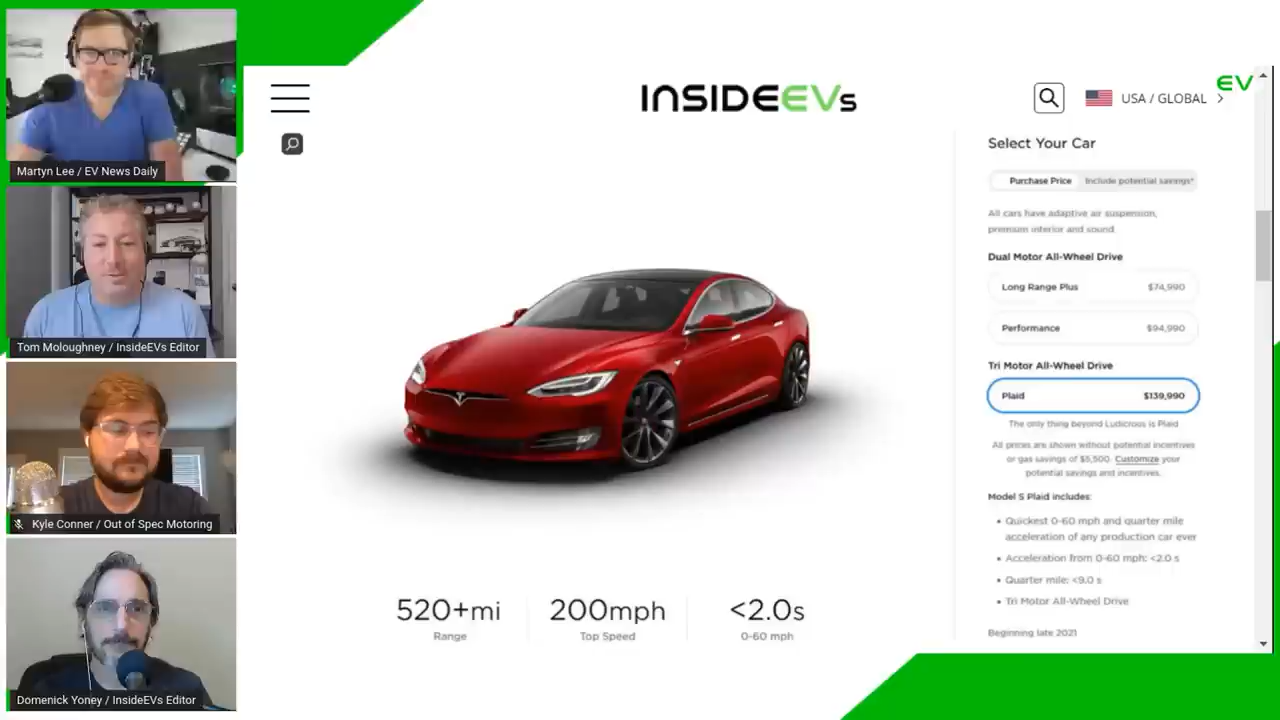 Martyn Lee / EV News Daily
Tom Moloughney / InsideEVs Editor
Kyle Conner / Out of Spec Motoring
Domenick Yoney / InsideEVs Editor
INSIDEEVs
USA / GLOBAL
EV
Select Your Car
Purchase Price Include potential savings*
All cars have adaptive air suspension,
premium interior and sound.
Dual Motor All-Wheel Drive
Long Range Plus $74,990
Performance $94,990
Tri Motor All-Wheel Drive
Plaid $139,990
The only thing beyond Ludicrous is Plaid
All prices are shown without potential incentives
or gas savings of $5,500. Customize your
potential savings and incentives.
Model S Plaid includes:
• Quickest 0-60 mph and quarter mile
acceleration of any production car ever
• Acceleration from 0-60 mph: <2.0 s
• Quarter mile: <9.0 s
• Tri Motor All-Wheel Drive
Beginning late 2021
520+mi
Range
200mph
Top Speed
<2.0s
0-60 mph